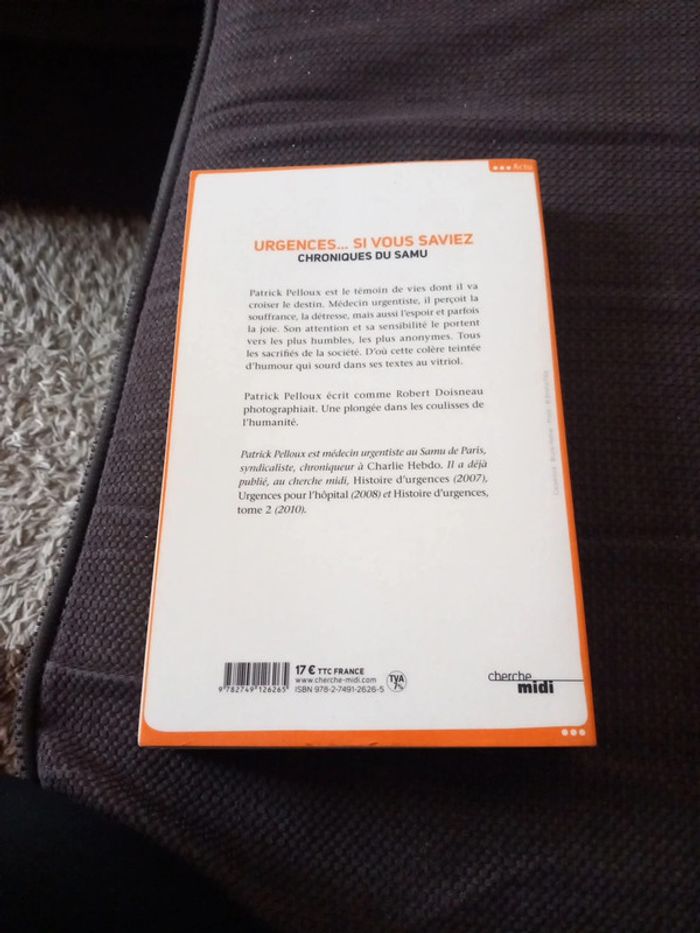 Actu
URGENCES... SI VOUS SAVIEZ
CHRONIQUES DU SAMU
Patrick Pelloux est le témoin de vies dont il va
croiser le destin. Médecin urgentiste, il perçoit la
souffrance, la détresse, mais aussi l'espoir et parfois
la joie. Son attention et sa sensibilité le portent
vers les plus humbles, les plus anonymes. Tous
les sacrifiés de la société. D'où cette colère teintée
d'humour qui sourd dans ses textes au vitriol.
Patrick Pelloux écrit comme Robert Doisneau
photographiait. Une plongée dans les coulisses de
l'humanité.
Patrick Pelloux est médecin urgentiste au Samu de Paris,
syndicaliste, chroniqueur à Charlie Hebdo. Il a déjà
publié, au cherche midi, Histoire d'urgences (2007),
Urgences pour l'hôpital (2008) et Histoire d'urgences,
tome 2 (2010).
17 € TTC FRANCE
www.cherche-midi.com
ISBN 978-2-7491-2626-5
9 782749 126265
TVA
7%
cherche
midi